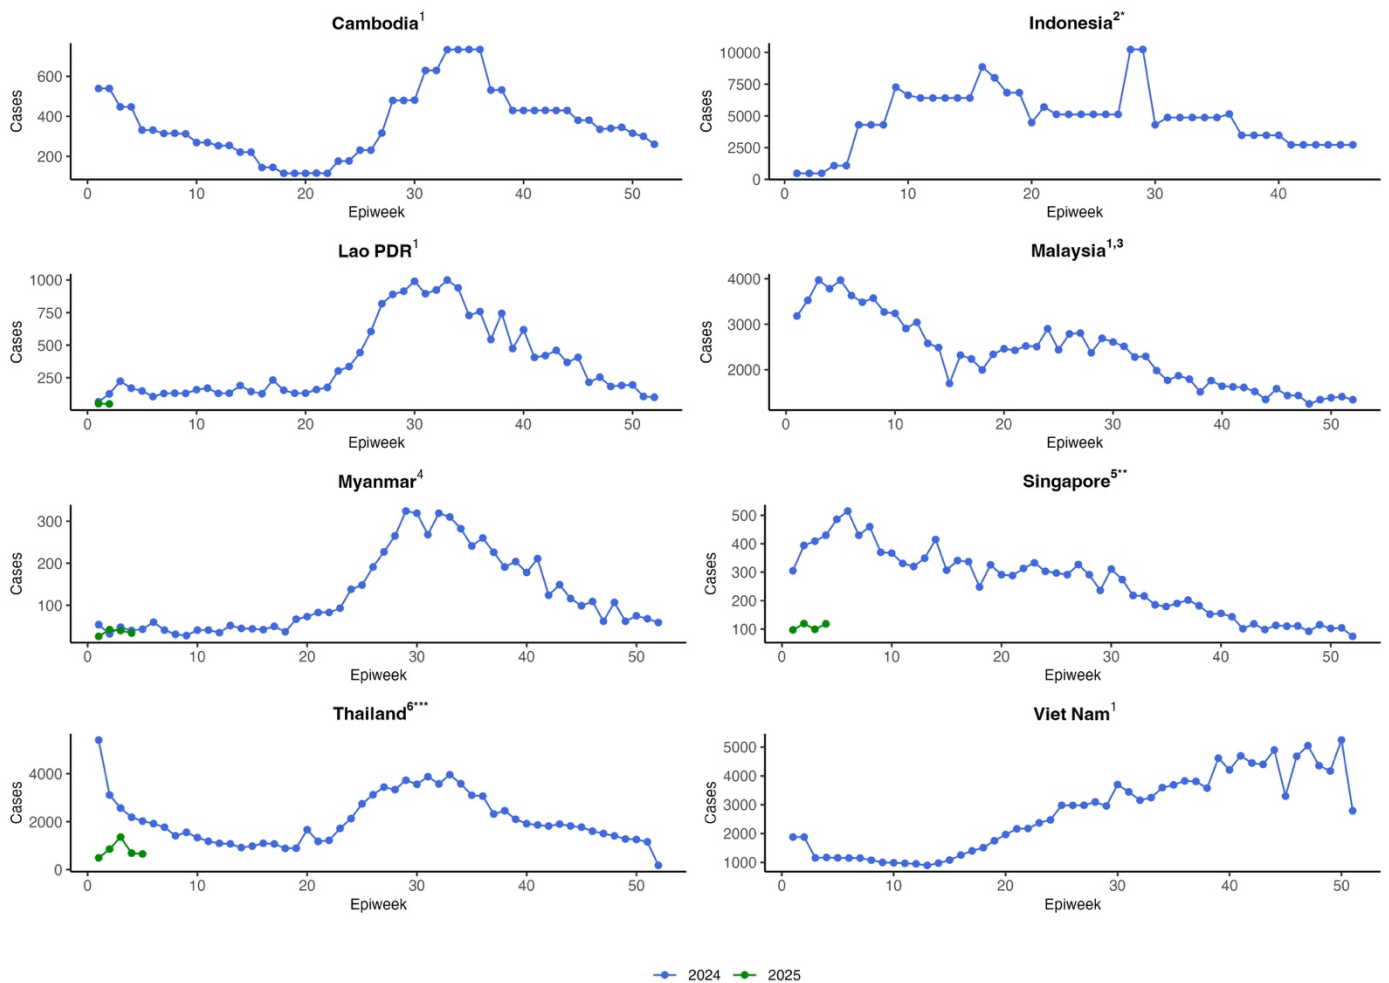 Cambodia1
Cases
600
400
200
0 10 20 30 40 50
Epiweek
Indonesia2*
Cases
10000
7500
5000
2500
0
0 10 20 30 40
Epiweek
Lao PDR1
Cases
1000
750
500
250
0 10 20 30 40 50
Epiweek
Malaysia1,3
Cases
4000
3000
2000
0 10 20 30 40 50
Epiweek
Myanmar4
Cases
300
200
100
0 10 20 30 40 50
Epiweek
Singapore5**
Cases
500
400
300
200
100
0 10 20 30 40 50
Epiweek
Thailand6***
Cases
4000
2000
0
0 10 20 30 40 50
Epiweek
Viet Nam1
Cases
5000
4000
3000
2000
1000
0 10 20 30 40 50
Epiweek
2024 2025